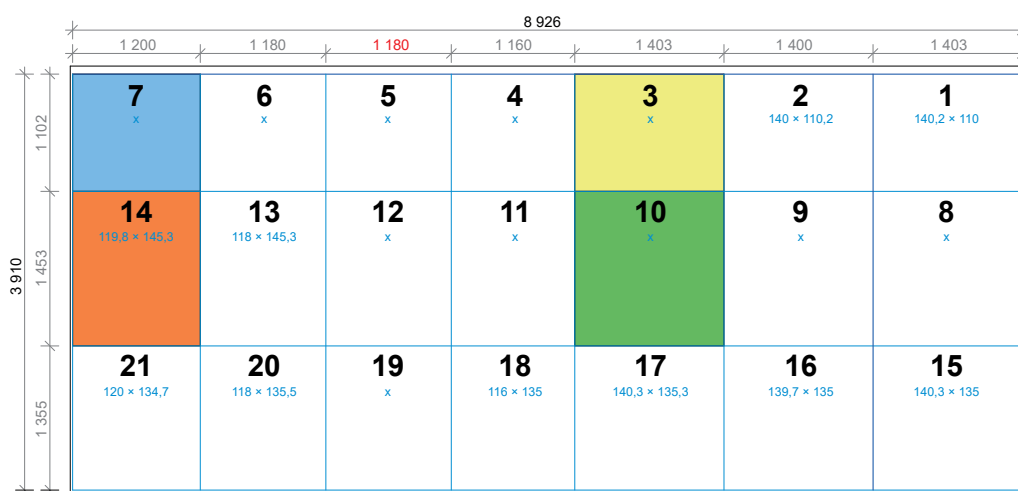 8 926
1 200 1 180 1 180 1 160 1 403 1 400 1 403
7 6 5 4 3 2 1
x x x x x 140 × 110,2 140,2 × 110
1 102
14 13 12 11 10 9 8
119,8 × 145,3 118 × 145,3 x x x x x
1 453
3 910
21 20 19 18 17 16 15
120 × 134,7 118 × 135,5 x 116 × 135 140,3 × 135,3 139,7 × 135 140,3 × 135
1 355